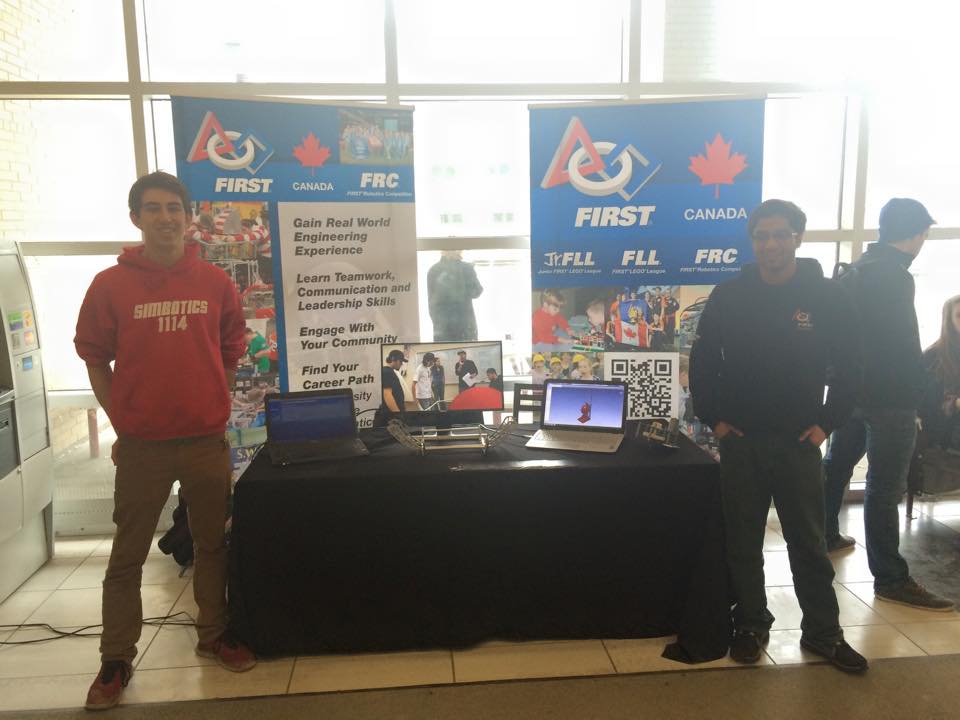 FIRST
CANADA
FRC
FIRST Robotics Competition
Gain Real World
Engineering
Experience
Learn Teamwork,
Communication and
Leadership Skills
Engage With
Your Community
Find Your
Career Path
SIMBOTICS
1114
FIRST
CANADA
Jr.FLL
Junior FIRST LEGO League
FLL
FIRST LEGO League
FRC
FIRST Robotics Competition